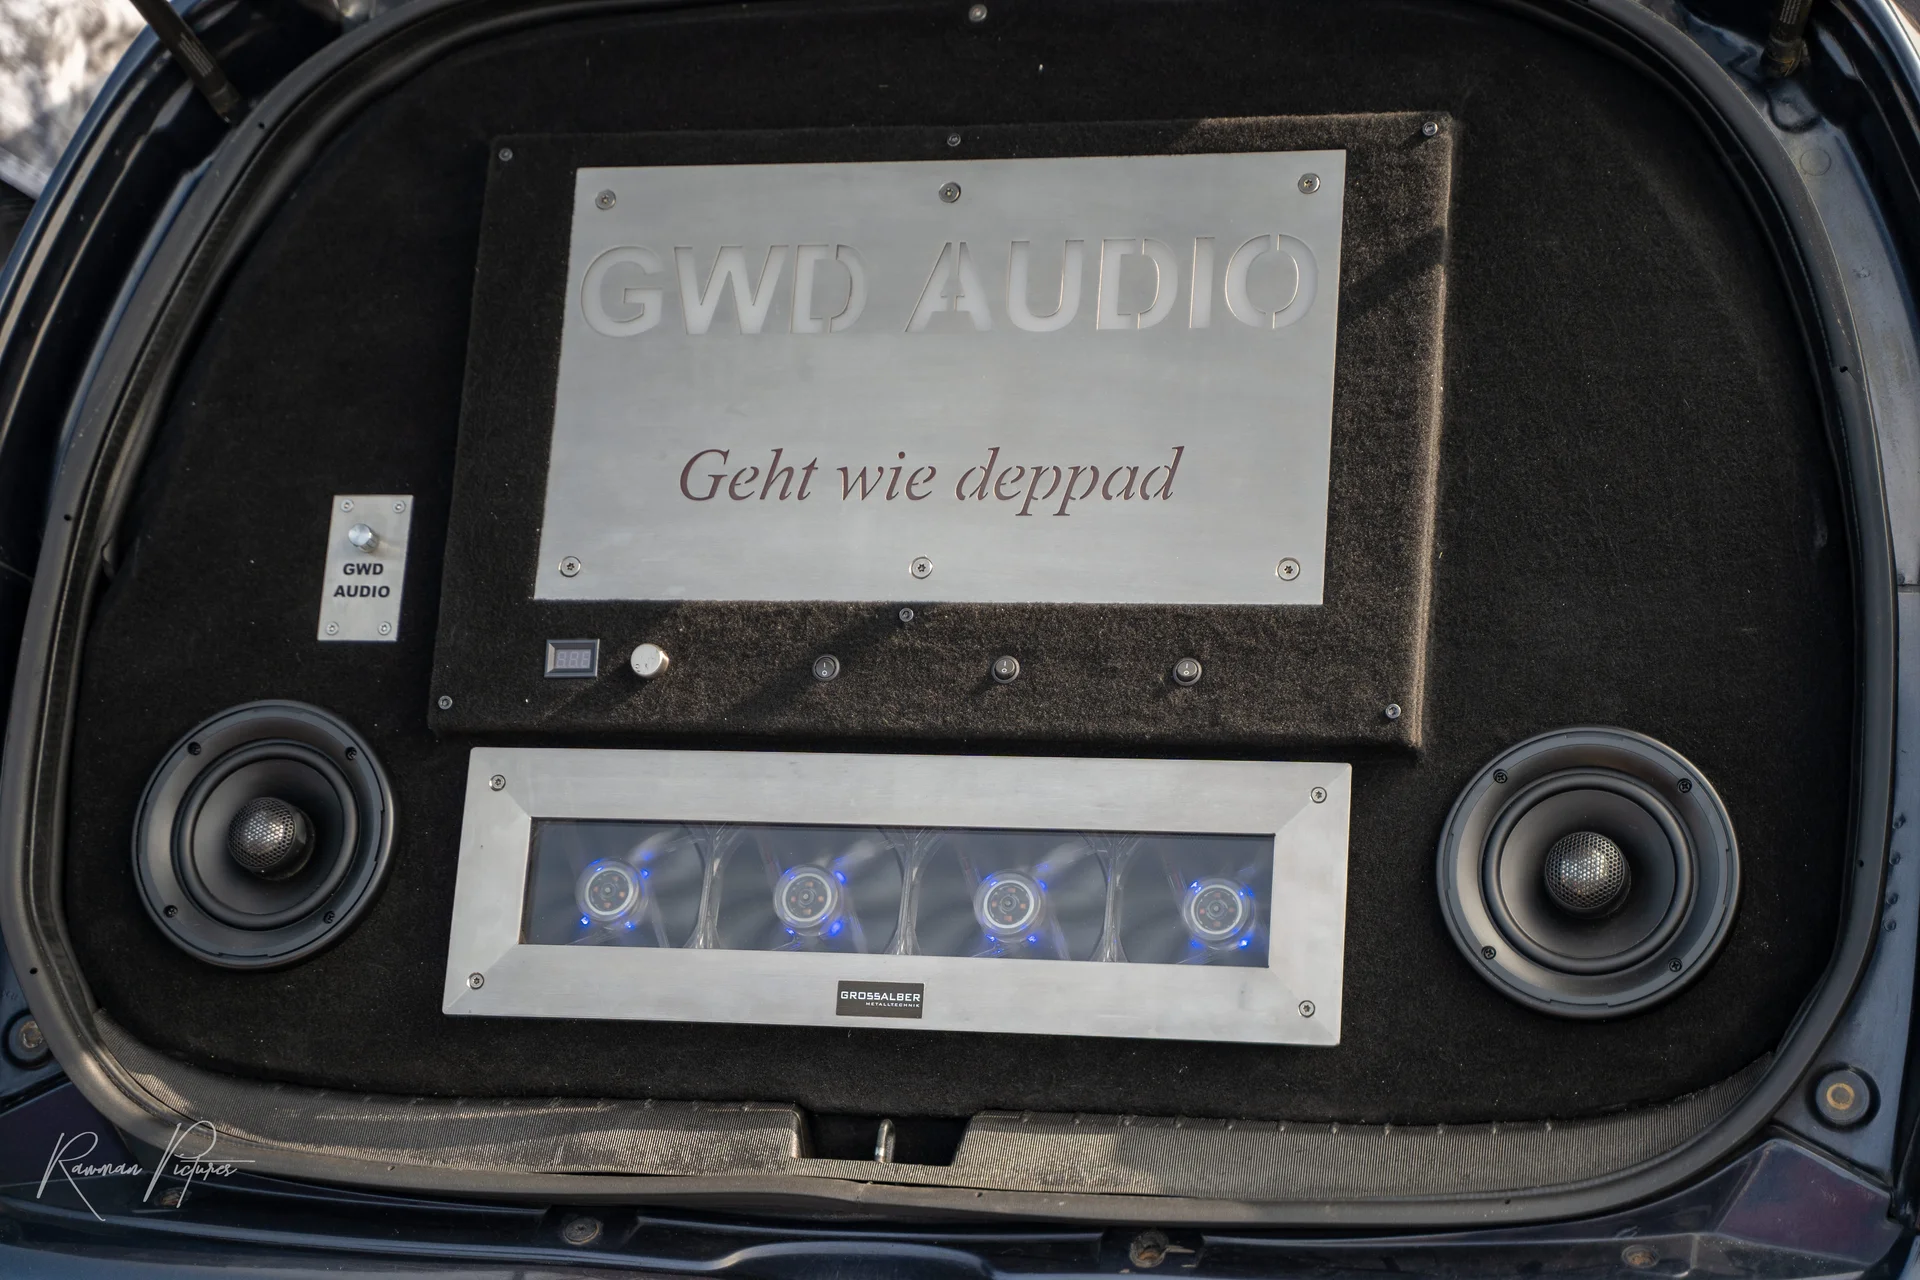 GWD AUDIO
Geht wie deppad
GWD
AUDIO
GROSSALBER
METALLTECHNIK
Rawman Pictures